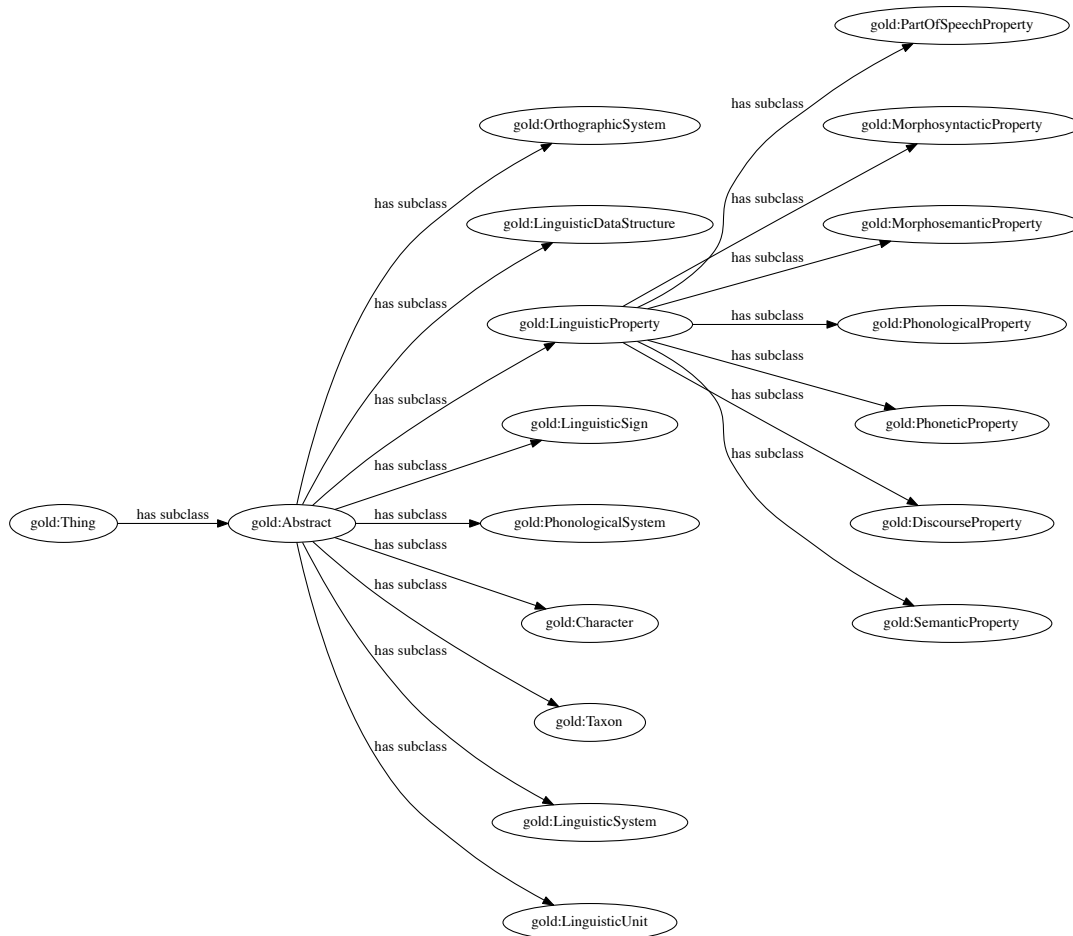 gold:PartOfSpeechProperty
has subclass
gold:OrthographicSystem
gold:MorphosyntacticProperty
has subclass
has subclass
gold:LinguisticDataStructure
gold:MorphosemanticProperty
has subclass
has subclass
gold:LinguisticProperty
has subclass
gold:PhonologicalProperty
has subclass
has subclass
has subclass
gold:LinguisticSign
gold:PhoneticProperty
has subclass
has subclass
gold:Thing
has subclass
gold:Abstract
has subclass
gold:PhonologicalSystem
gold:DiscourseProperty
has subclass
has subclass
gold:Character
gold:SemanticProperty
has subclass
gold:Taxon
has subclass
gold:LinguisticSystem
gold:LinguisticUnit